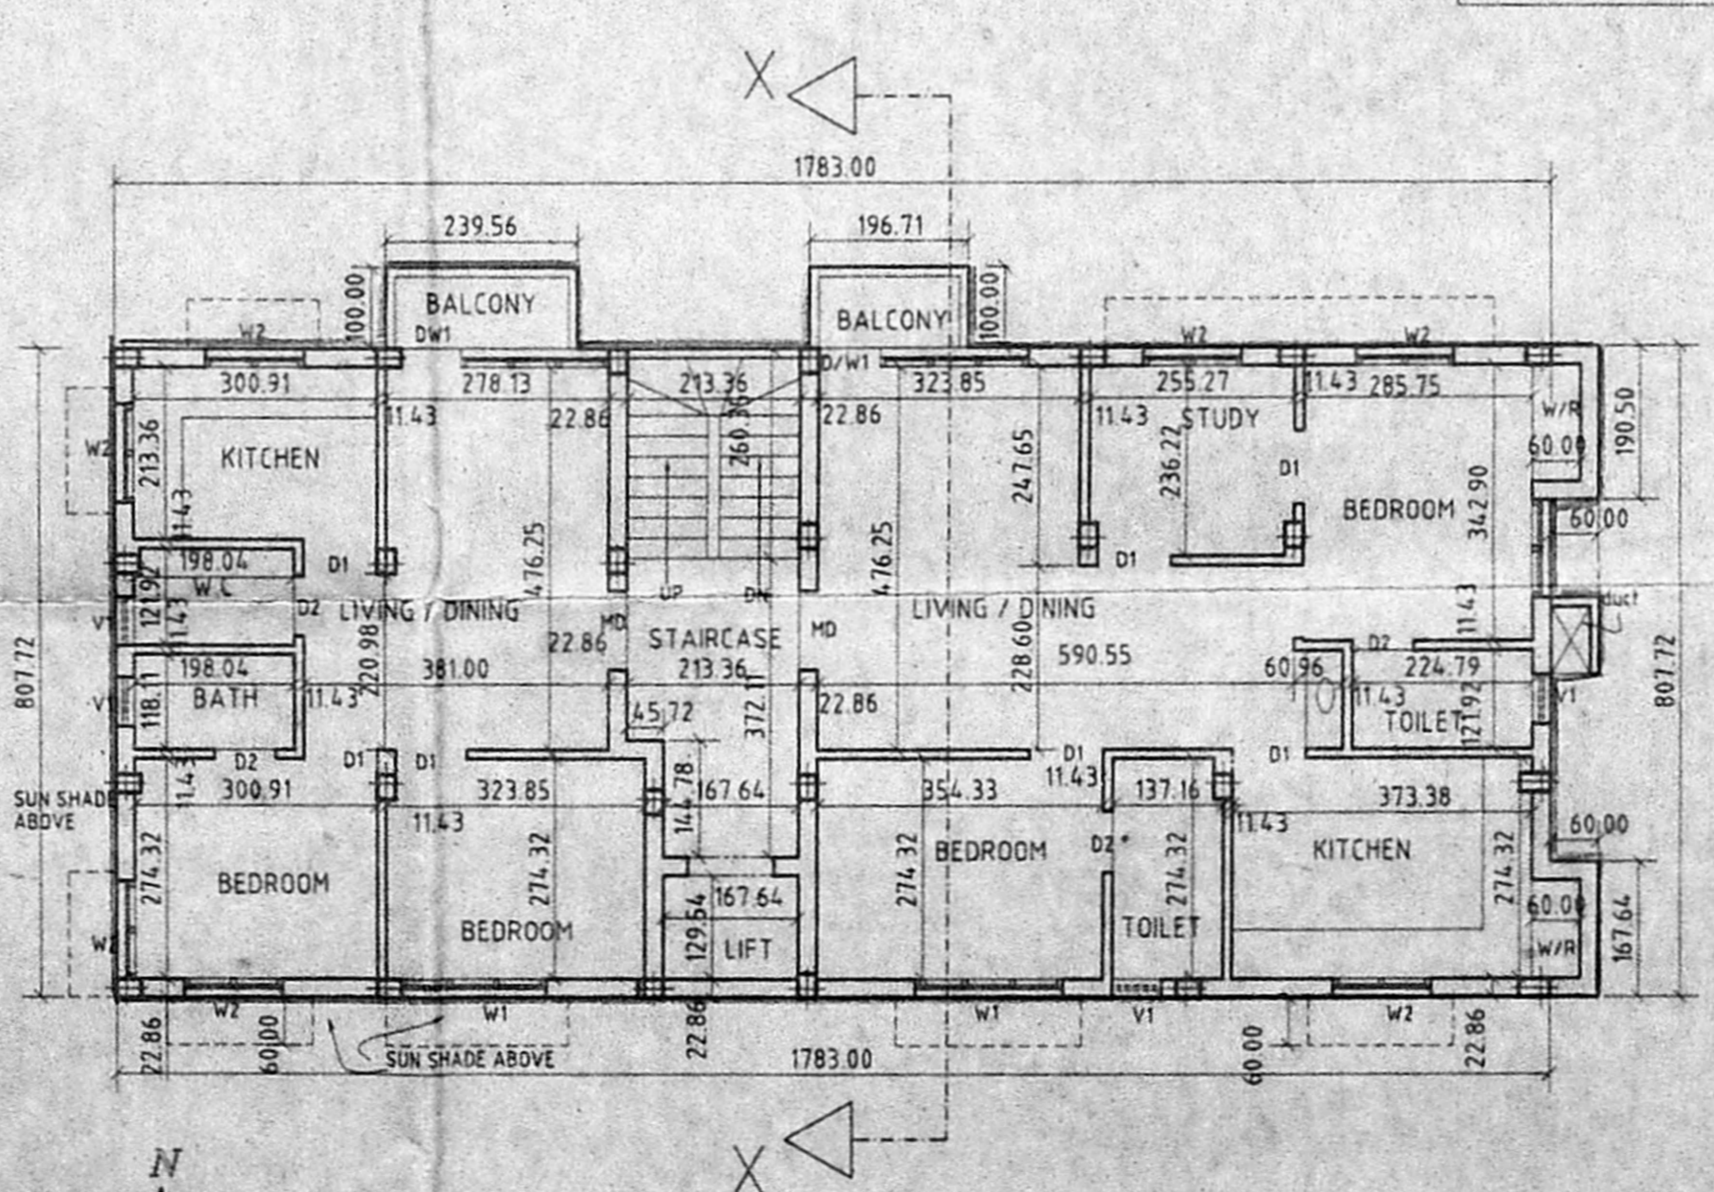 X
1783.00
239.56
196.71
100.00
BALCONY
DW1
BALCONY
100.00
W2
D/W1
W2
W2
300.91
278.13
213.36
323.85
255.27
11.43
285.75
11.43
22.86
22.86
11.43
STUDY
W/R
190.50
W2
213.36
KITCHEN
260.36
247.65
236.22
D1
60.00
342.90
BEDROOM
60.00
11.43
198.04
D1
476.25
476.25
D1
W.C
121.92
11.43
D2
LIVING / DINING
UP
DN
LIVING / DINING
11.43
duct
V1
807.72
MD
STAIRCASE
MD
22.86
220.98
381.00
213.36
228.60
590.55
60.96
D2
224.79
807.72
198.04
BATH
118.11
11.43
V1
45.72
372.11
22.86
11.43
TOILET
121.92
V1
D2
D1
D1
D1
D1
11.43
300.91
323.85
144.78
167.64
354.33
11.43
137.16
373.38
SUN SHADE
ABOVE
11.43
11.43
60.00
274.32
BEDROOM
274.32
BEDROOM
274.32
BEDROOM
D2
274.32
TOILET
KITCHEN
274.32
60.00
W/R
167.64
167.64
129.54
LIFT
W2
W1
W1
V1
W2
22.86
60.00
SUN SHADE ABOVE
22.86
1783.00
60.00
22.86
N
X